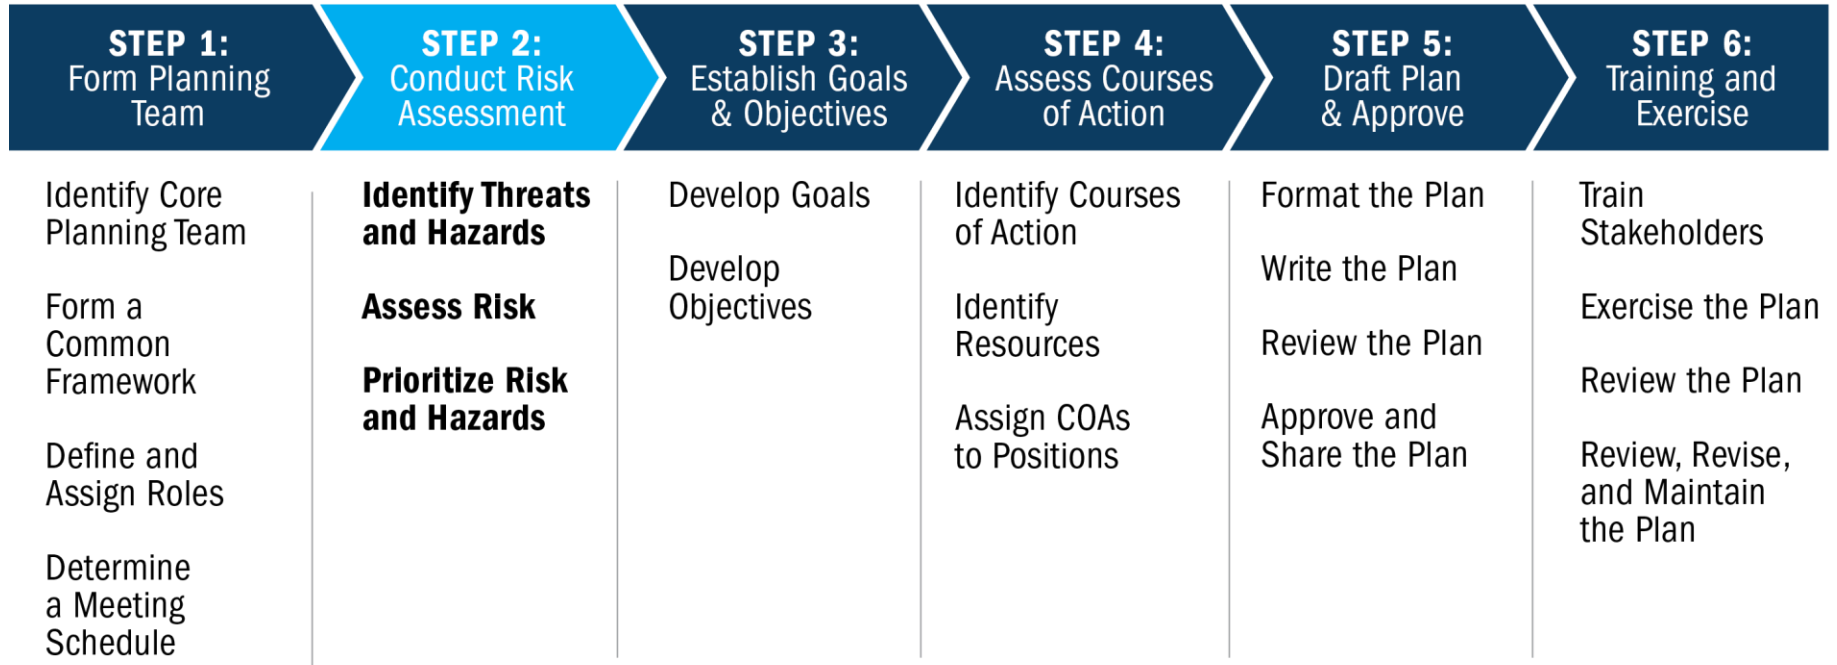 STEP 1:
Form Planning
Team
STEP 2:
Conduct Risk
Assessment
STEP 3:
Establish Goals
& Objectives
STEP 4:
Assess Courses
of Action
STEP 5:
Draft Plan
& Approve
STEP 6:
Training and
Exercise
Identify Core
Planning Team
Form a
Common
Framework
Define and
Assign Roles
Determine
a Meeting
Schedule
Identify Threats
and Hazards
Assess Risk
Prioritize Risk
and Hazards
Develop Goals
Develop
Objectives
Identify Courses
of Action
Identify
Resources
Assign COAs
to Positions
Format the Plan
Write the Plan
Review the Plan
Approve and
Share the Plan
Train
Stakeholders
Exercise the Plan
Review the Plan
Review, Revise,
and Maintain
the Plan